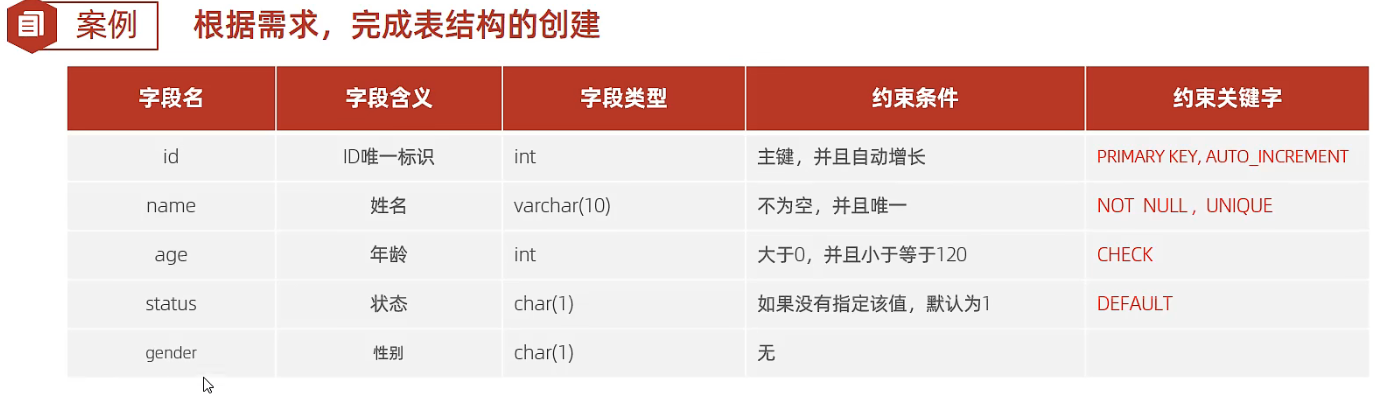 案例 根据需求，完成表结构的创建
字段名 字段含义 字段类型 约束条件 约束关键字
id ID唯一标识 int 主键，并且自动增长 PRIMARY KEY, AUTO_INCREMENT
name 姓名 varchar(10) 不为空，并且唯一 NOT NULL , UNIQUE
age 年龄 int 大于0，并且小于等于120 CHECK
status 状态 char(1) 如果没有指定该值，默认为1 DEFAULT
gender 性别 char(1) 无